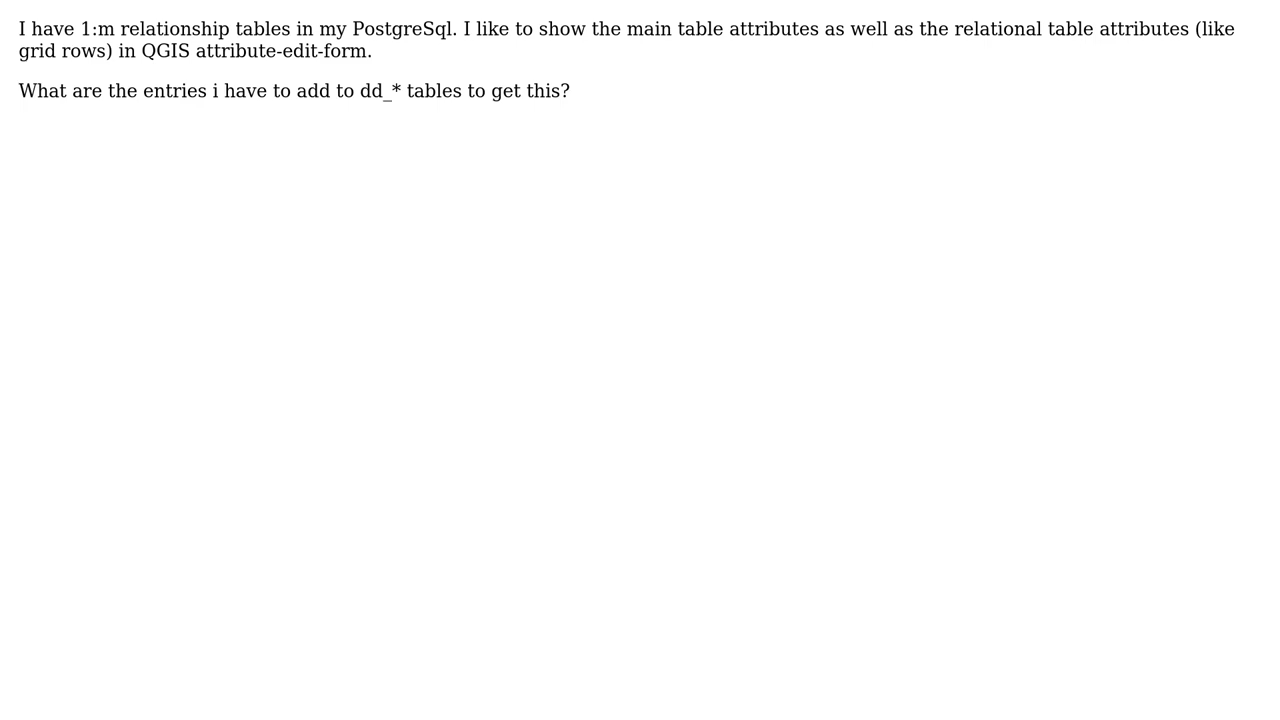 I have 1:m relationship tables in my PostgreSql. I like to show the main table attributes as well as the relational table attributes (like
grid rows) in QGIS attribute-edit-form.
What are the entries i have to add to dd_* tables to get this?